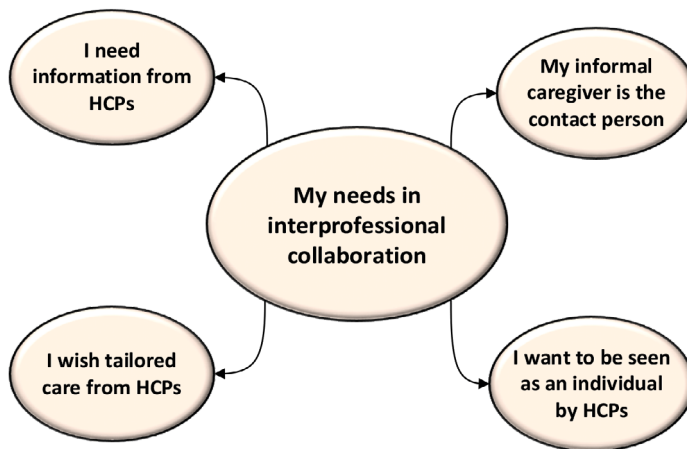 I need
information from
HCPs
My informal
caregiver is the
contact person
My needs in
interprofessional
collaboration
I wish tailored
care from HCPs
I want to be seen
as an individual
by HCPs